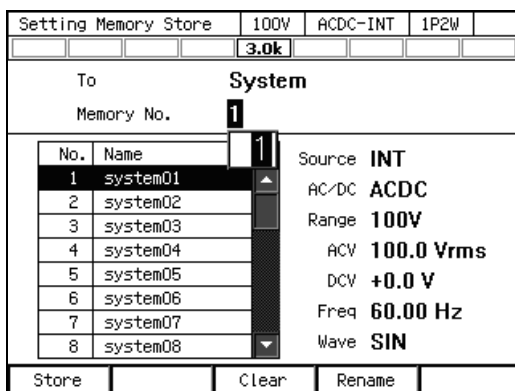 Setting Memory Store 100V ACDC-INT 1P2W
3.0k
To System
Memory No. 1
1
No. Name
1 system01
2 system02
3 system03
4 system04
5 system05
6 system06
7 system07
8 system08
Source INT
AC/DC ACDC
Range 100V
ACV 100.0 Vrms
DCV +0.0 V
Freq 60.00 Hz
Wave SIN
Store Clear Rename